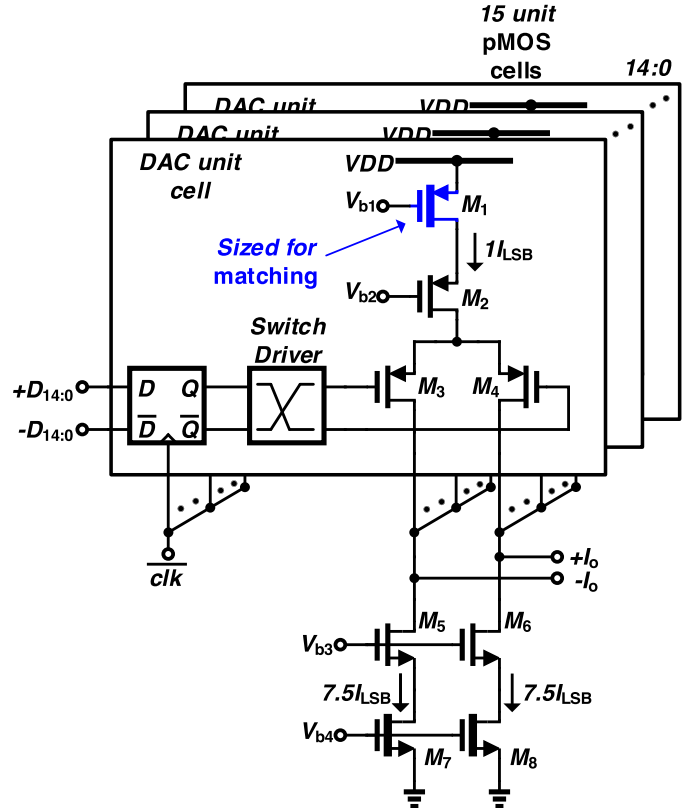 15 unit
pMOS
cells
14:0
DAC unit
VDD
DAC unit
VDD
DAC unit
cell
VDD
Vb1
M1
Sized for
matching
1ILSB
Vb2
M2
Switch
Driver
+D14:0
D
Q
M3
M4
-D14:0
D̅
Q̅
+Io
c̅l̅k̅
-Io
M5
M6
Vb3
7.5ILSB
7.5ILSB
Vb4
M7
M8